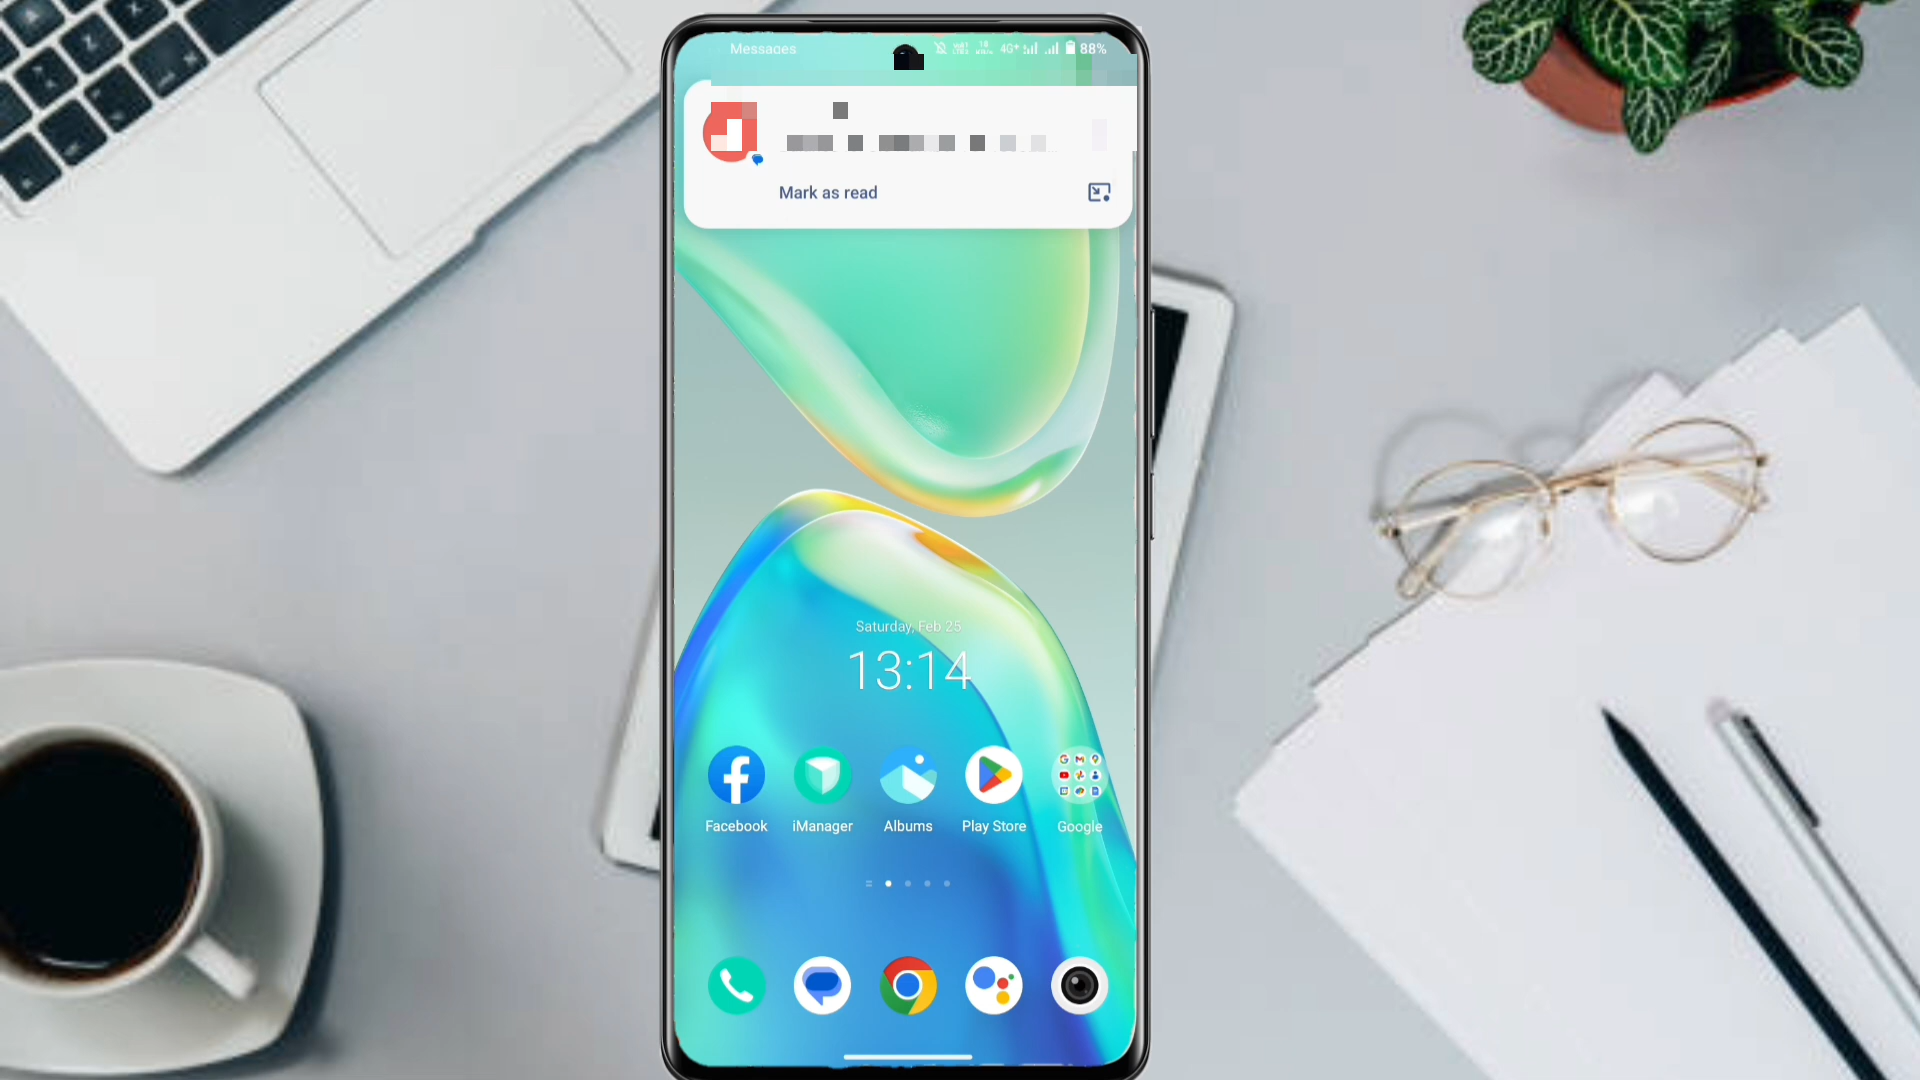 Messages
4G+ 88%
Mark as read
Saturday, Feb 25
13:14
Facebook iManager Albums Play Store Google